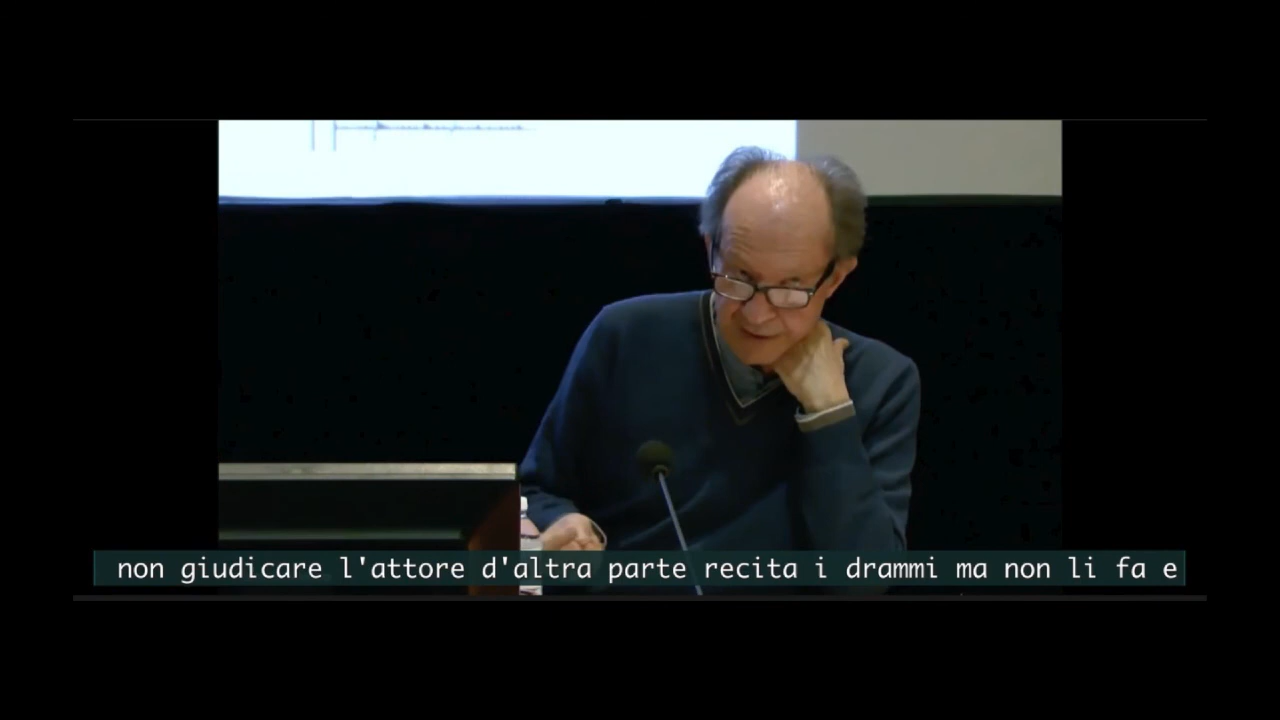 non giudicare l'attore d'altra parte recita i drammi ma non li fa e